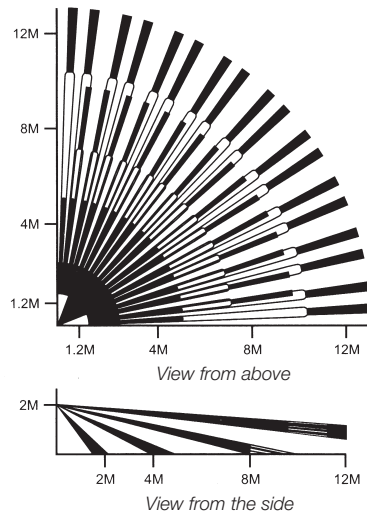 12M
8M
4M
1.2M
1.2M 4M 8M 12M
View from above
2M
2M 4M 8M 12M
View from the side